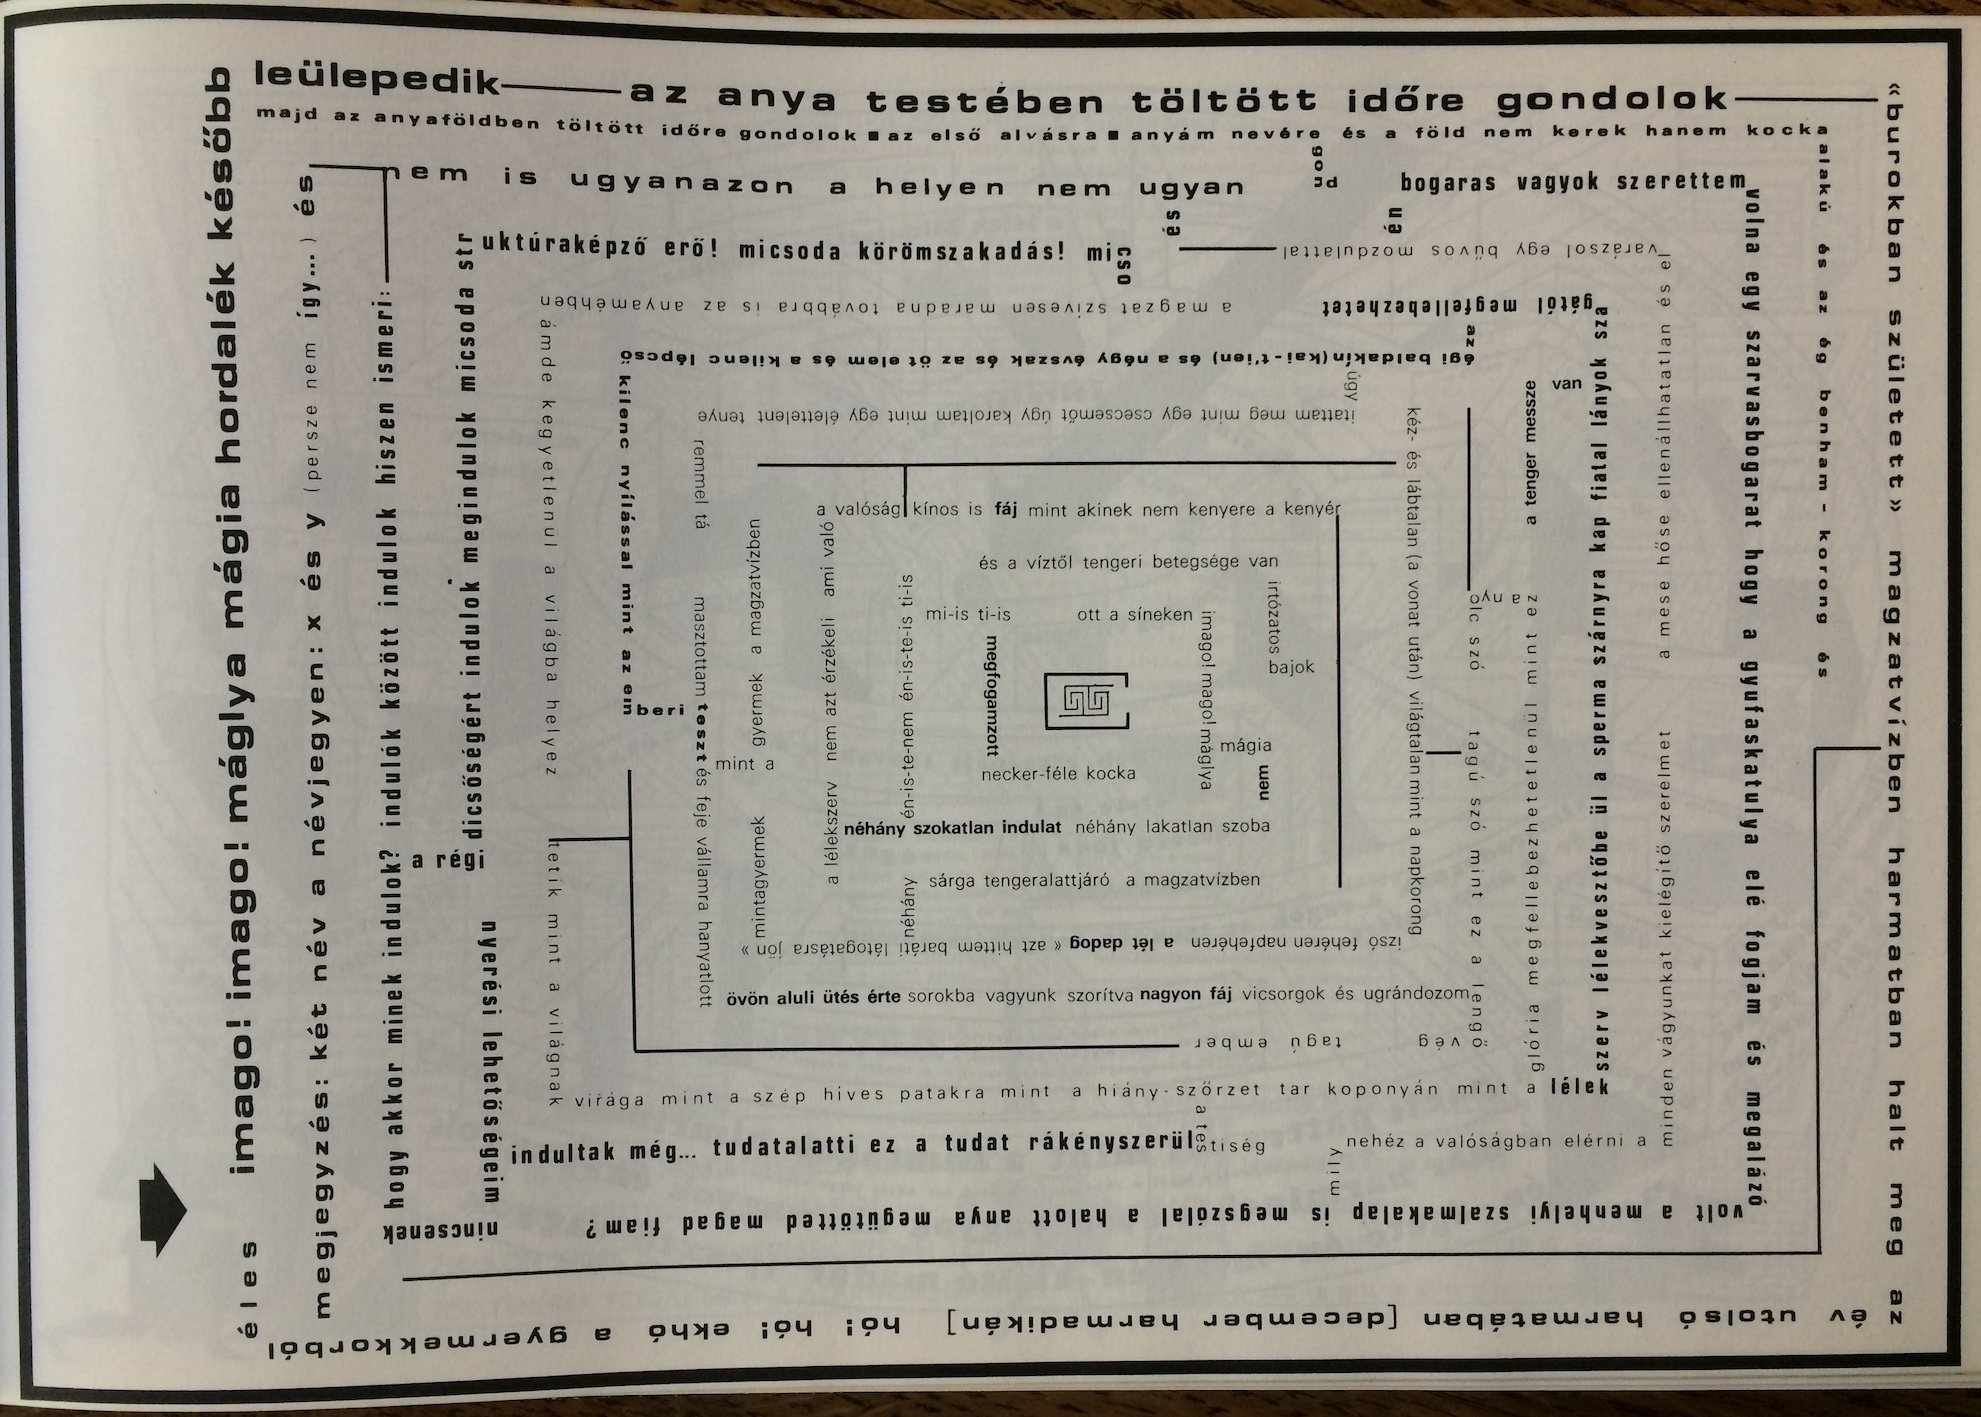 éles imago! imago! máglya mágia hordalék később
leülepedik — az anya testében töltött időre gondolok —
«burokban született» magzatvízben harmatban halt meg az
év utolsó harmatában [december harmadikán] hó! hó! ekhó a gyermekkorból
megjegyzés: két név a névjegyen: x és y (persze nem így...) és
majd az anyaföldben töltött időre gondolok ■ az első alvásra ■ anyám nevére és a föld nem kerek hanem kocka
alakú és az ég benham-korong és
nem is ugyanazon a helyen nem ugyan
és
gon
én
bogaras vagyok szerettem
volna egy szarvasbogarat hogy a gyufaskatulya elé fogjam és megalázó
volt a menhelyi szalmakalap is megszólal a halott anya megütötted magad fiam?
nincsenek
hogy akkor minek indulok? indulók között indulok hiszen ismeri:
a régi
dicsőségért indulok megindulok micsoda str
uktúraképző erő! micsoda körömszakadás! mi
cso
nyerési lehetőségeim
indultak még... tudatalatti ez a tudat rákényszerül
a tes
tiség
mily
nehéz a valóságban elérni a
minden vágyunkat kielégítő szerelmet a mese hőse ellenállhatatlan és el
varázsol egy bűvös mozdulattal
a magzat szívesen maradna továbbra is az anyaméhben
ámde kegyetlenül a világba helyez
tetik mint a világnak
virága mint a szép hives patakra mint a hiány-szőrzet tar koponyán mint a lélek
szerv lélekvesztőbe ül a sperma szárnyra kap fiatal lányok sza
gától megfellebezhetet
az
égi baldakín (kai-t'ien) és a négy évszak és az öt elem és a kilenc lépcső
kilenc nyílással mint az em
beri
teszt és feje vállamra hanyatlott
remmel tá
masztottam
úgy
itattam meg mint egy csecsemőt úgy karoltam mint egy élettelent tenye
van
a tenger messze
anyó
glória megfellebezhetetlenül mint ez
olc szó
tagú szó mint ez a lengő
ö vég
tagú ember
kéz- és lábtalan (a vonat után) világtalan mint a napkorong
izsó fehéren napfehéren a lét dadog « azt hittem baráti látogatásra jön »
övön aluli ütés érte sorokba vagyunk szorítva nagyon fáj vicsorgok és ugrándozom
mint a
gyermek a magzatvízben
mintagyermek
a valóság kínos is fáj mint akinek nem kenyere a kenyér
a lélekszerv nem azt érzékeli ami való
és a víztől tengeri betegsége van
irtózatos
bajok
néhány
én-is-te-nem én-is-te-is ti-is
mi-is ti-is
ott a síneken
imago! mago! máglya
mágia
nem
megfogamzott
necker-féle kocka
néhány szokatlan indulat néhány lakatlan szoba
sárga tengeralattjáró a magzatvízben